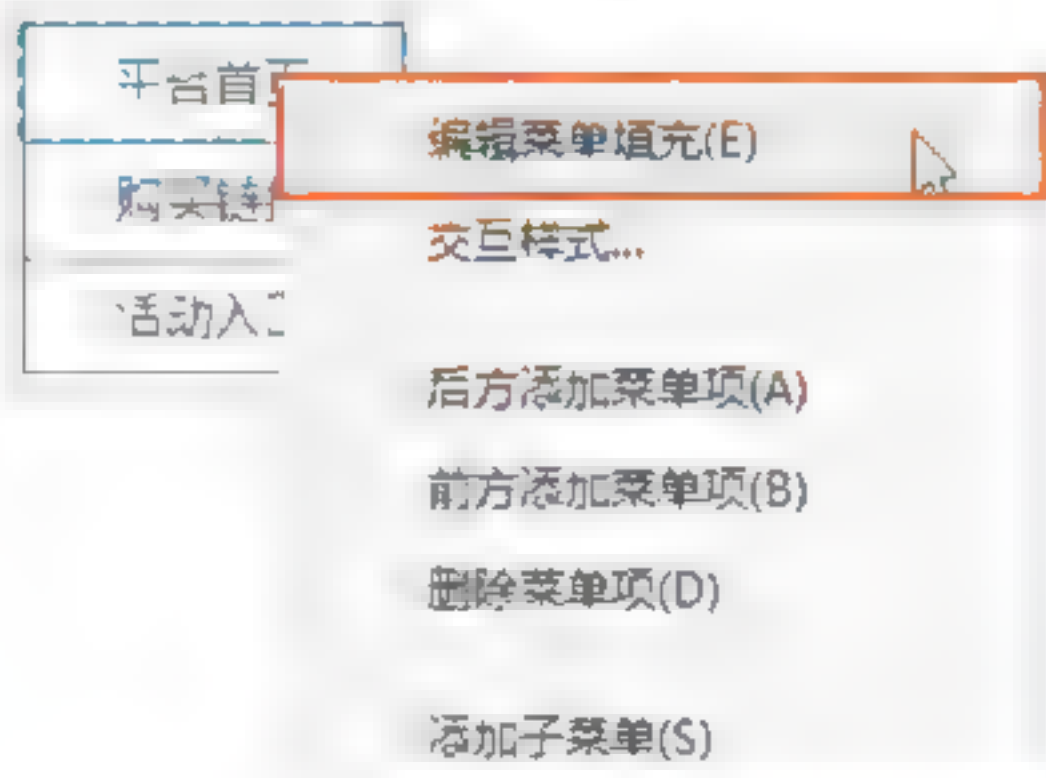 平台首
编辑菜单填充(E)
交互样式...
活动入
后方添加菜单项(A)
前方添加菜单项(B)
删除菜单项(D)
添加子菜单(S)